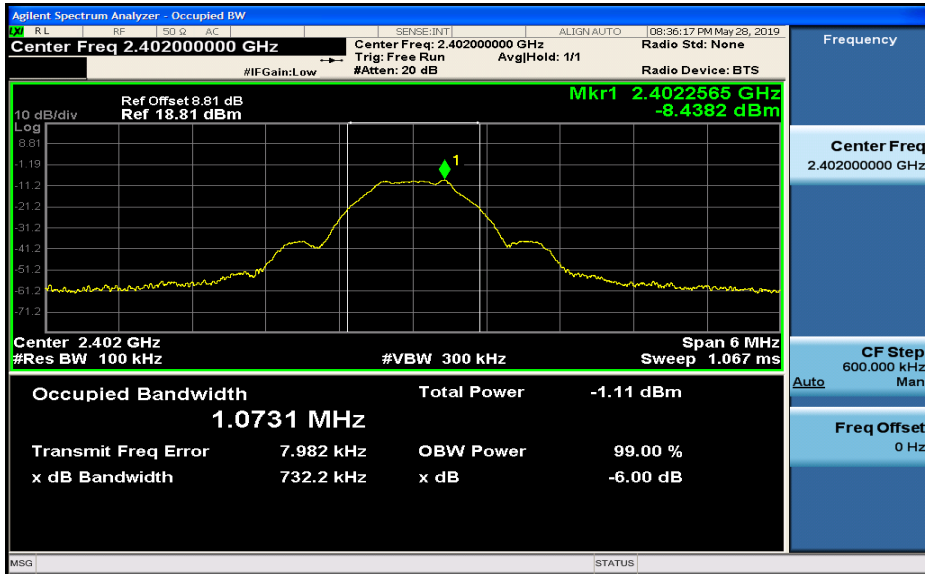 Agilent Spectrum Analyzer - Occupied BW
LXI RL RF 50 Ω AC SENSE:INT ALIGN AUTO 08:36:17 PM May 28, 2019
Center Freq 2.402000000 GHz Center Freq: 2.402000000 GHz Radio Std: None
Trig: Free Run Avg|Hold: 1/1
#IFGain:Low #Atten: 20 dB Radio Device: BTS
Frequency
Mkr1 2.4022565 GHz
-8.4382 dBm
Ref Offset 8.81 dB
10 dB/div Ref 18.81 dBm
Log
8.81
-1.19
-11.2
-21.2
-31.2
-41.2
-51.2
-61.2
-71.2
1
Center Freq
2.402000000 GHz
Center 2.402 GHz Span 6 MHz
#Res BW 100 kHz #VBW 300 kHz Sweep 1.067 ms
CF Step
600.000 kHz
Auto Man
Occupied Bandwidth Total Power -1.11 dBm
1.0731 MHz
Transmit Freq Error 7.982 kHz OBW Power 99.00 %
x dB Bandwidth 732.2 kHz x dB -6.00 dB
Freq Offset
0 Hz
MSG STATUS